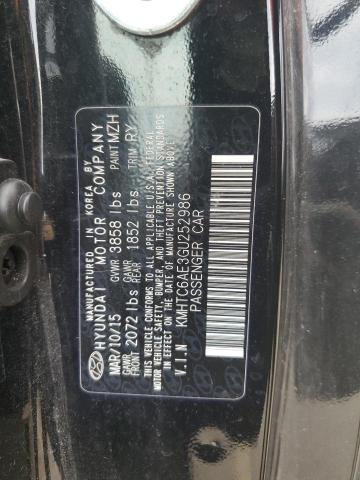 MANUFACTURED IN KOREA BY
HYUNDAI MOTOR COMPANY
MAR/10/15 GVWR 3858 lbs PAINT MZH
GAWR FRONT 2072 lbs GAWR REAR 1852 lbs TRIM RY
THIS VEHICLE CONFORMS TO ALL APPLICABLE U.S.A. FEDERAL
MOTOR VEHICLE SAFETY, BUMPER, AND THEFT PREVENTION STANDARDS
IN EFFECT ON THE DATE OF MANUFACTURE SHOWN ABOVE.
V.I.N KMHTC6AE3GU252986
PASSENGER CAR